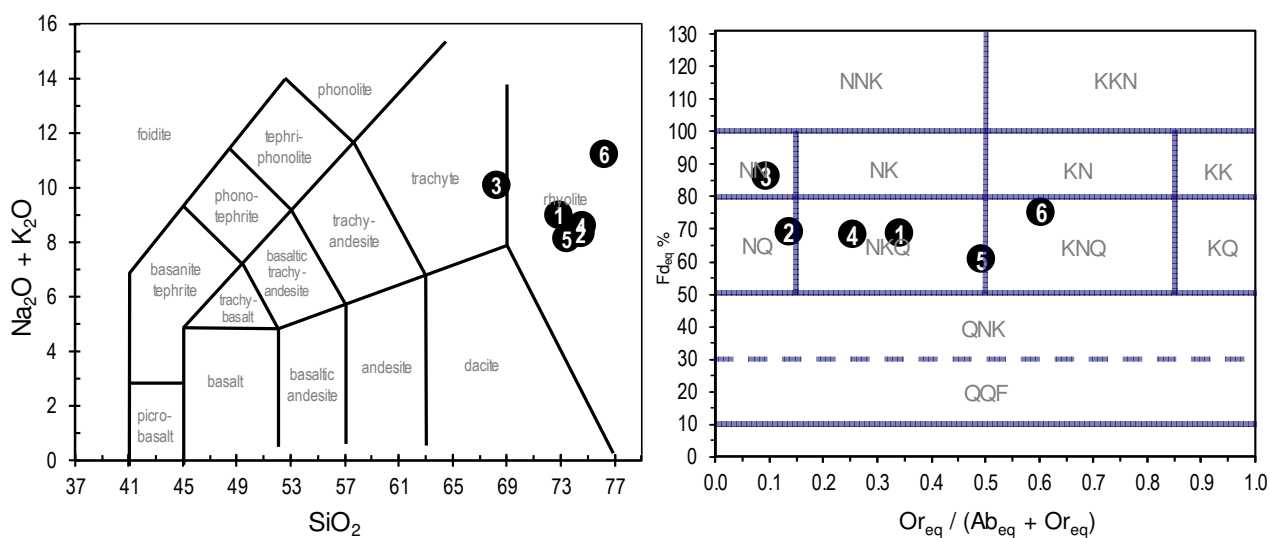 16
14
12
10
8
6
4
2
0
Na2O + K2O
37
41
45
49
53
57
61
65
69
73
77
SiO2
foidite
phonolite
tephri-
phonolite
phono-
tephrite
trachyte
rhyolite
trachy-
andesite
basanite
tephrite
basaltic
trachy-
andesite
trachy-
basalt
basalt
basaltic
andesite
andesite
dacite
picro-
basalt
1
2
3
4
5
6
130
120
110
100
90
80
70
60
50
40
30
20
10
0
Fdeq %
0.0
0.1
0.2
0.3
0.4
0.5
0.6
0.7
0.8
0.9
1.0
Oreq / (Abeq + Oreq)
NNK
KKN
NK
KN
KK
NQ
NKQ
KNQ
KQ
QNK
QQF
3
2
4
1
5
6